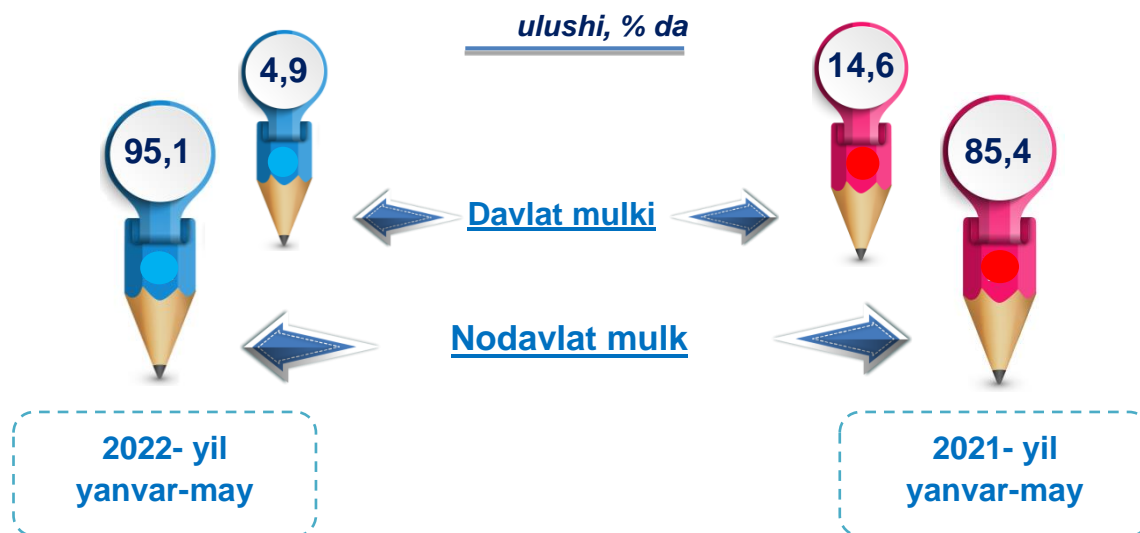 ulushi, % da
4,9
14,6
95,1
85,4
Davlat mulki
Nodavlat mulk
2022- yil
yanvar-may
2021- yil
yanvar-may